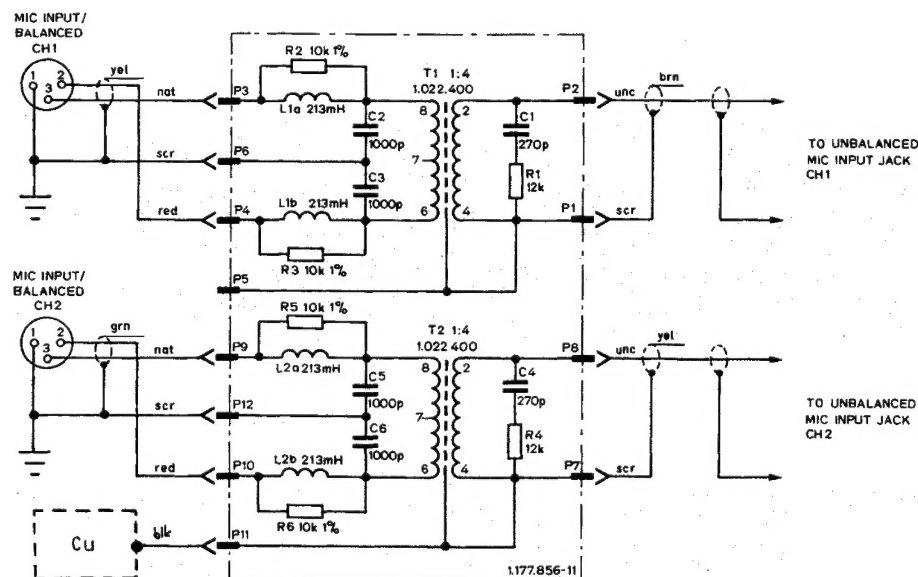 MIC INPUT/
BALANCED
CH1
1 2
3
yel
nat
scr
red
P3
P6
P4
P5
R2 10k 1%
L1a 213mH
C2
1000p
C3
1000p
L1b 213mH
R3 10k 1%
T1 1:4
1.022.400
8 2
7
6 4
C1
270p
R1
12k
P2
P1
unc
brn
scr
TO UNBALANCED
MIC INPUT JACK
CH1
MIC INPUT/
BALANCED
CH2
1 2
3
grn
nat
scr
red
P9
P12
P10
P11
R5 10k 1%
L2a 213mH
C5
1000p
C6
1000p
L2b 213mH
R6 10k 1%
T2 1:4
1.022.400
8 2
7
6 4
C4
270p
R4
12k
P8
P7
unc
yel
scr
TO UNBALANCED
MIC INPUT JACK
CH2
Cu
blk
1.177.856-11